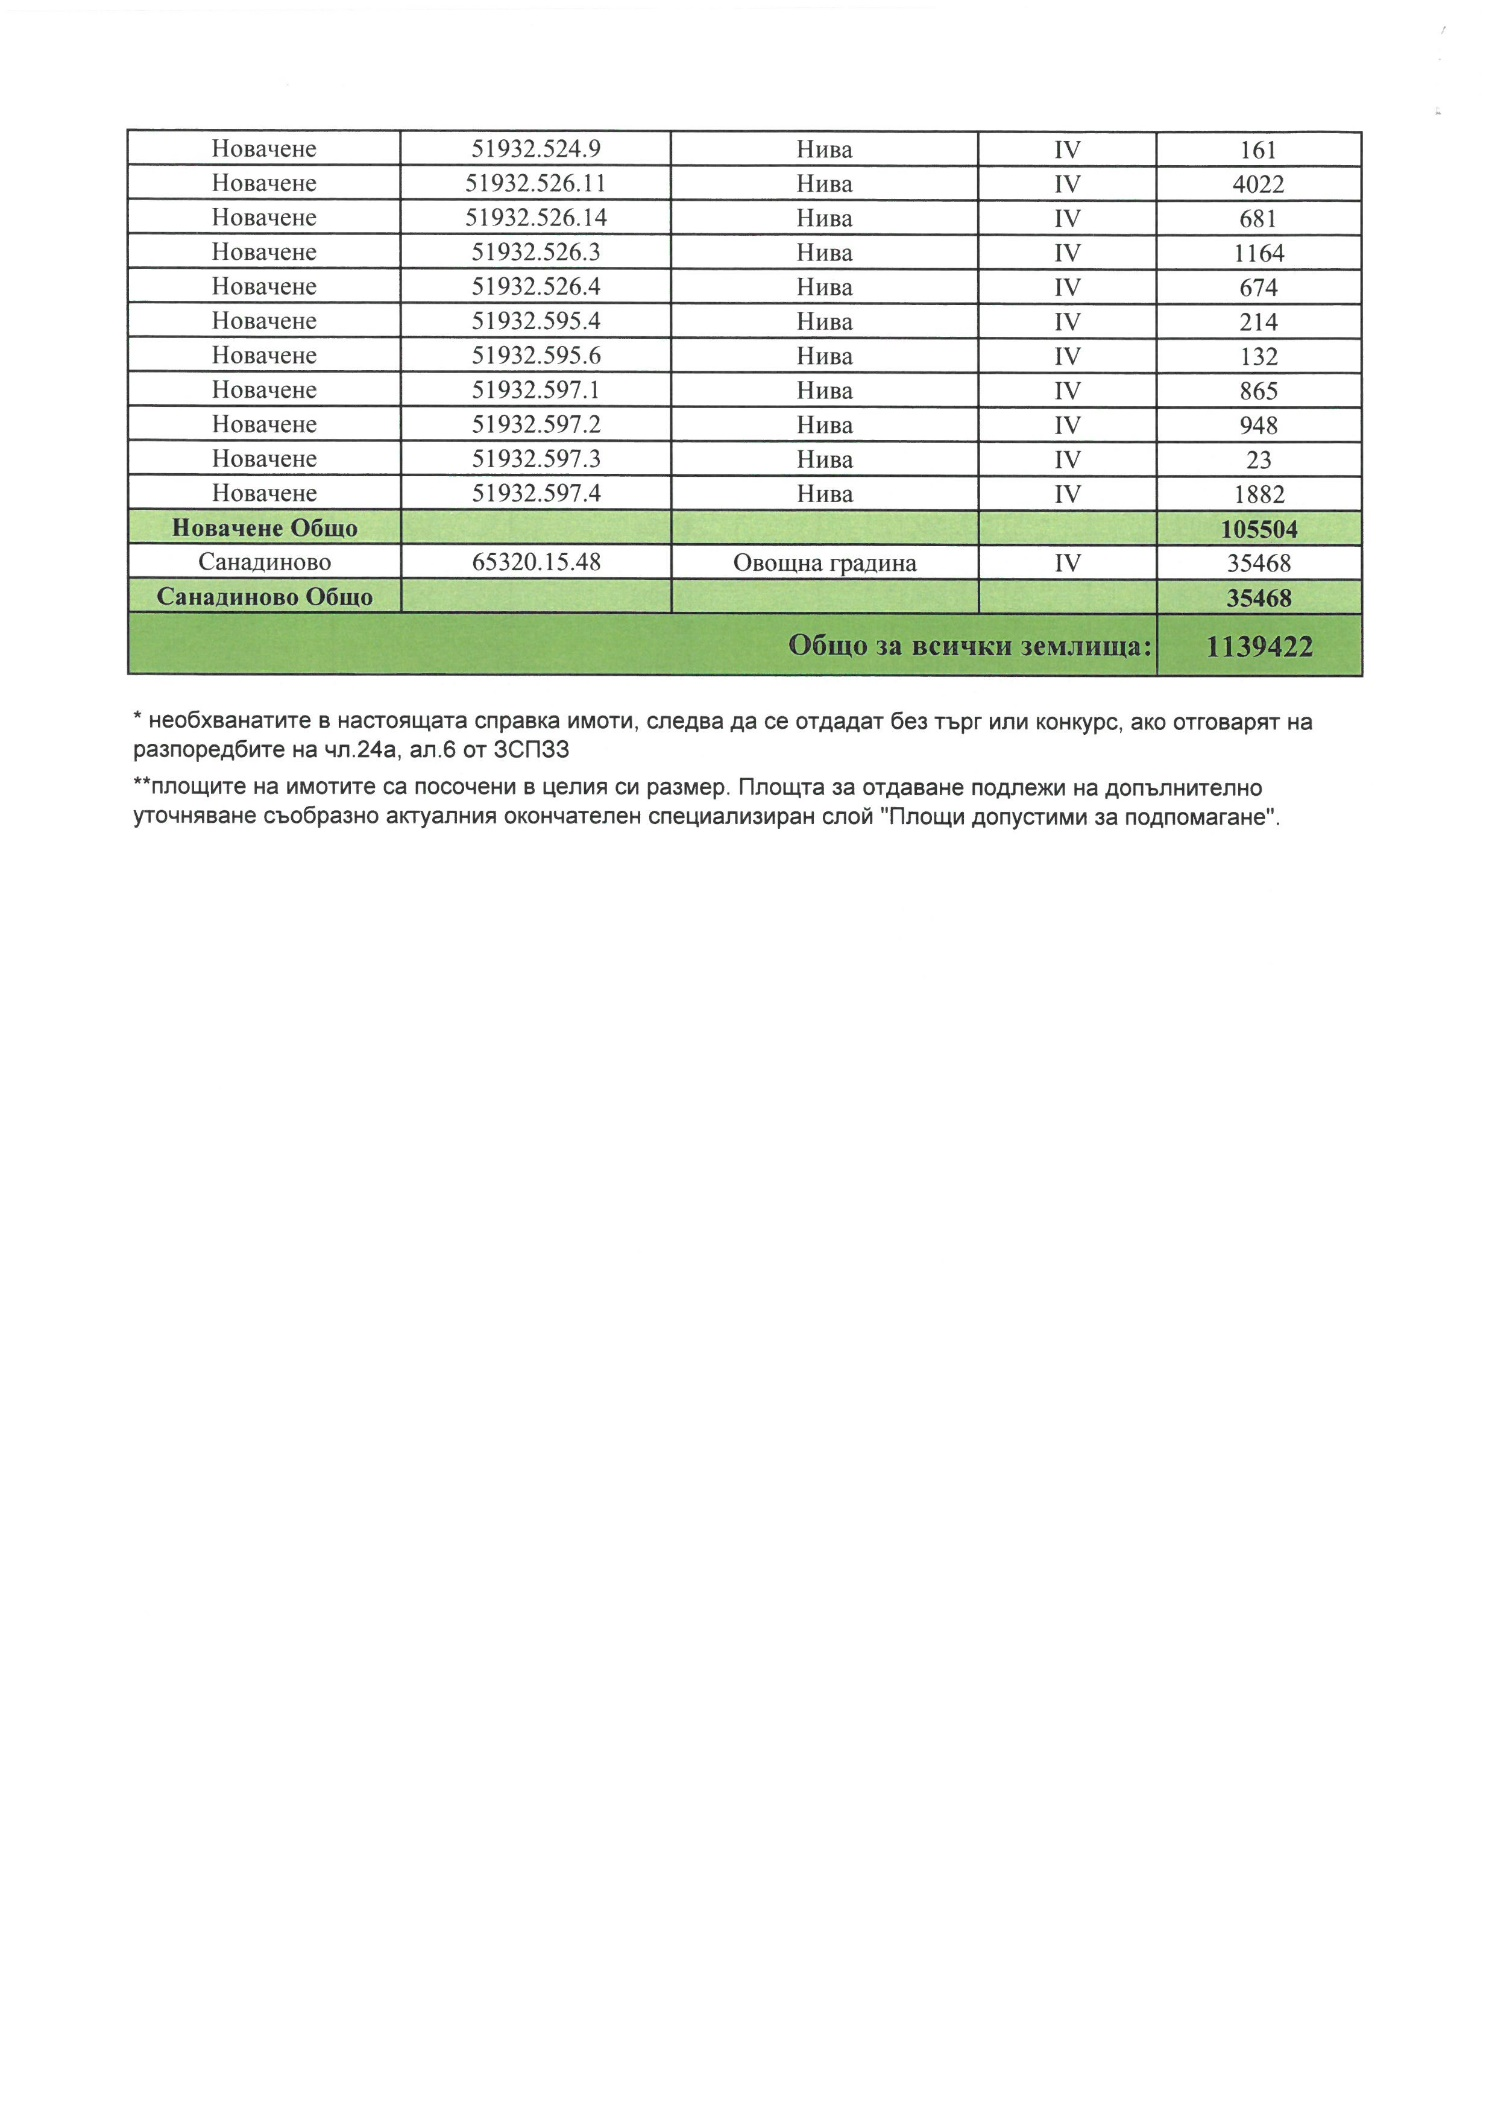 Новачене 51932.524.9 Нива IV 161
Новачене 51932.526.11 Нива IV 4022
Новачене 51932.526.14 Нива IV 681
Новачене 51932.526.3 Нива IV 1164
Новачене 51932.526.4 Нива IV 674
Новачене 51932.595.4 Нива IV 214
Новачене 51932.595.6 Нива IV 132
Новачене 51932.597.1 Нива IV 865
Новачене 51932.597.2 Нива IV 948
Новачене 51932.597.3 Нива IV 23
Новачене 51932.597.4 Нива IV 1882
Новачене Общо 105504
Санадиново 65320.15.48 Овощна градина IV 35468
Санадиново Общо 35468
Общо за всички землища: 1139422
* необхванатите в настоящата справка имоти, следва да се отдадат без търг или конкурс, ако отговарят на
разпоредбите на чл.24а, ал.6 от ЗСПЗЗ
**площите на имотите са посочени в целия си размер. Площта за отдаване подлежи на допълнително
уточняване съобразно актуалния окончателен специализиран слой "Площи допустими за подпомагане".